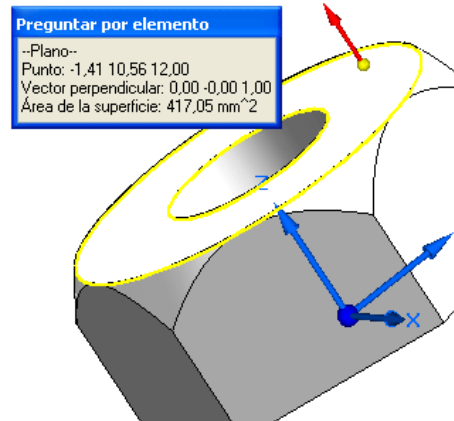 Preguntar por elemento
--Plano--
Punto: -1,41 10,56 12,00
Vector perpendicular: 0,00 -0,00 1,00
Área de la superficie: 417,05 mm^2
Z
X